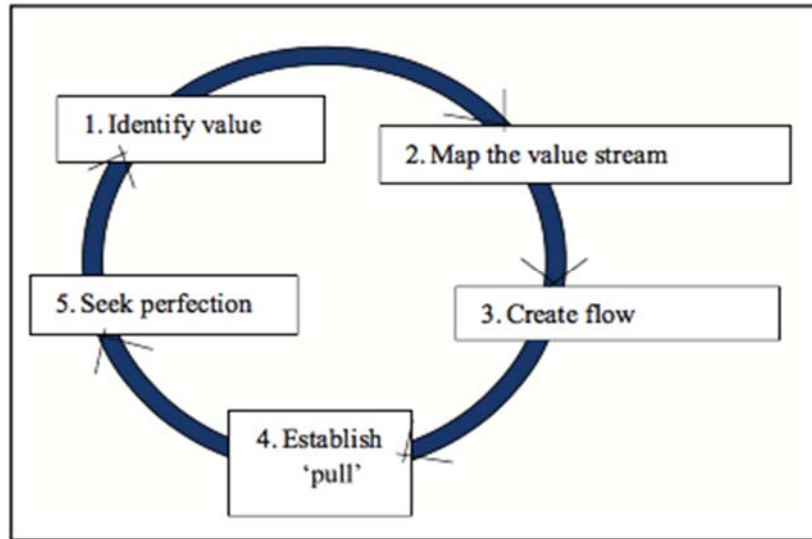 1. Identify value
2. Map the value stream
3. Create flow
4. Establish
‘pull’
5. Seek perfection